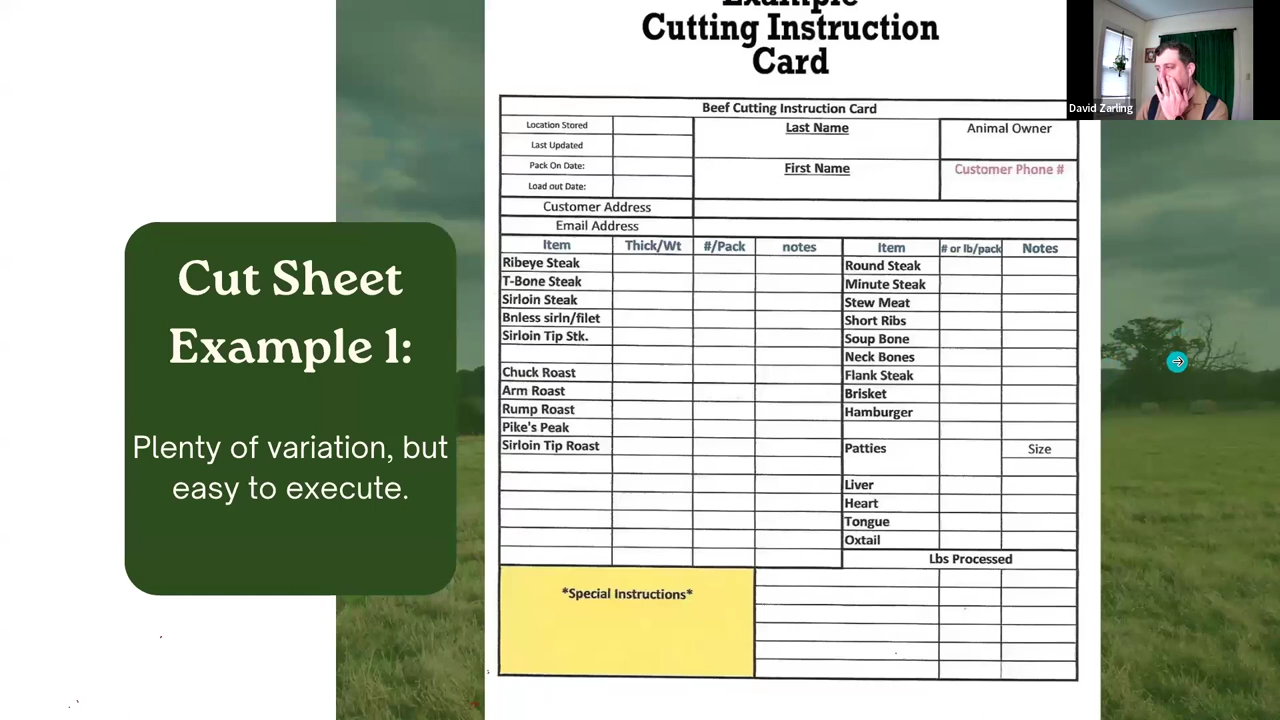 Example
Cutting Instruction
Card
David Zarling
Cut Sheet
Example 1:
Plenty of variation, but
easy to execute.
Beef Cutting Instruction Card
Location Stored
Last Updated
Pack On Date:
Load out Date:
Last Name
First Name
Animal Owner
Customer Phone #
Customer Address
Email Address
Item Thick/Wt #/Pack notes Item # or lb/pack Notes
Ribeye Steak Round Steak
T-Bone Steak Minute Steak
Sirloin Steak Stew Meat
Bnless sirln/filet Short Ribs
Sirloin Tip Stk. Soup Bone
Neck Bones
Chuck Roast Flank Steak
Arm Roast Brisket
Rump Roast Hamburger
Pike's Peak
Sirloin Tip Roast Patties Size
Liver
Heart
Tongue
Oxtail
Lbs Processed
*Special Instructions*